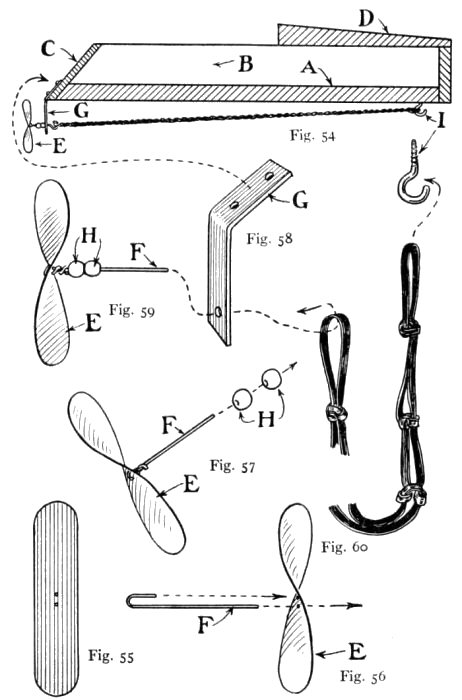 D
C
B
A
G
I
E
Fig. 54
G
H
F
Fig. 58
E
Fig. 59
F
H
E
Fig. 57
Fig. 60
F
E
Fig. 55
Fig. 56